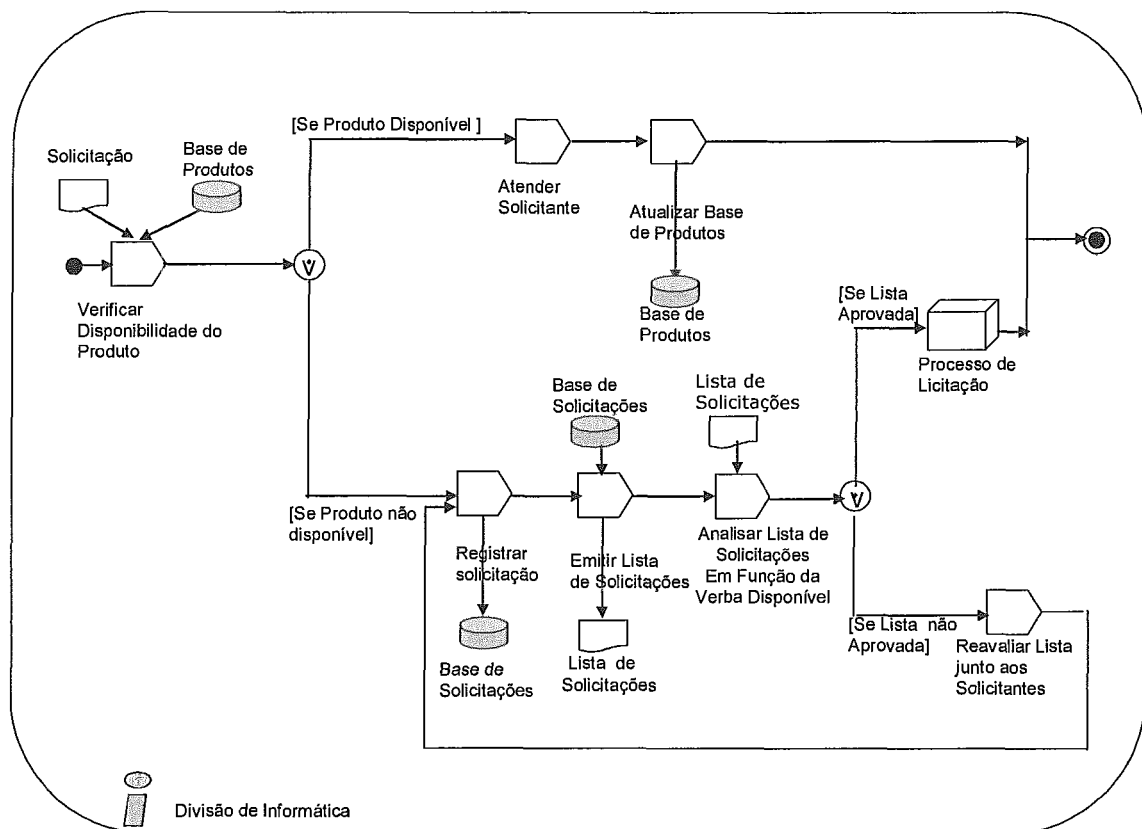 [Se Produto Disponível ]
Solicitação
Base de
Produtos
Atender
Solicitante
Atualizar Base
de Produtos
Verificar
Disponibilidade do
Produto
Base de
Produtos
[Se Lista
Aprovada]
Processo de
Licitação
Base de
Solicitações
Lista de
Solicitações
[Se Produto não
disponível]
Registrar
solicitação
Emitir Lista
de Solicitações
Analisar Lista de
Solicitações
Em Função da
Verba Disponível
Base de
Solicitações
Lista de
Solicitações
[Se Lista não
Aprovada]
Reavaliar Lista
junto aos
Solicitantes
Divisão de Informática